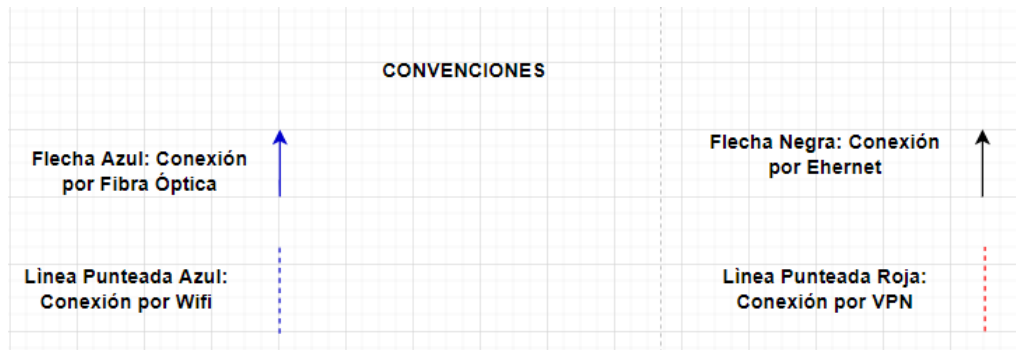 CONVENCIONES
Flecha Azul: Conexión
por Fibra Óptica
Flecha Negra: Conexión
por Ehernet
Lìnea Punteada Azul:
Conexión por Wifi
Lìnea Punteada Roja:
Conexión por VPN